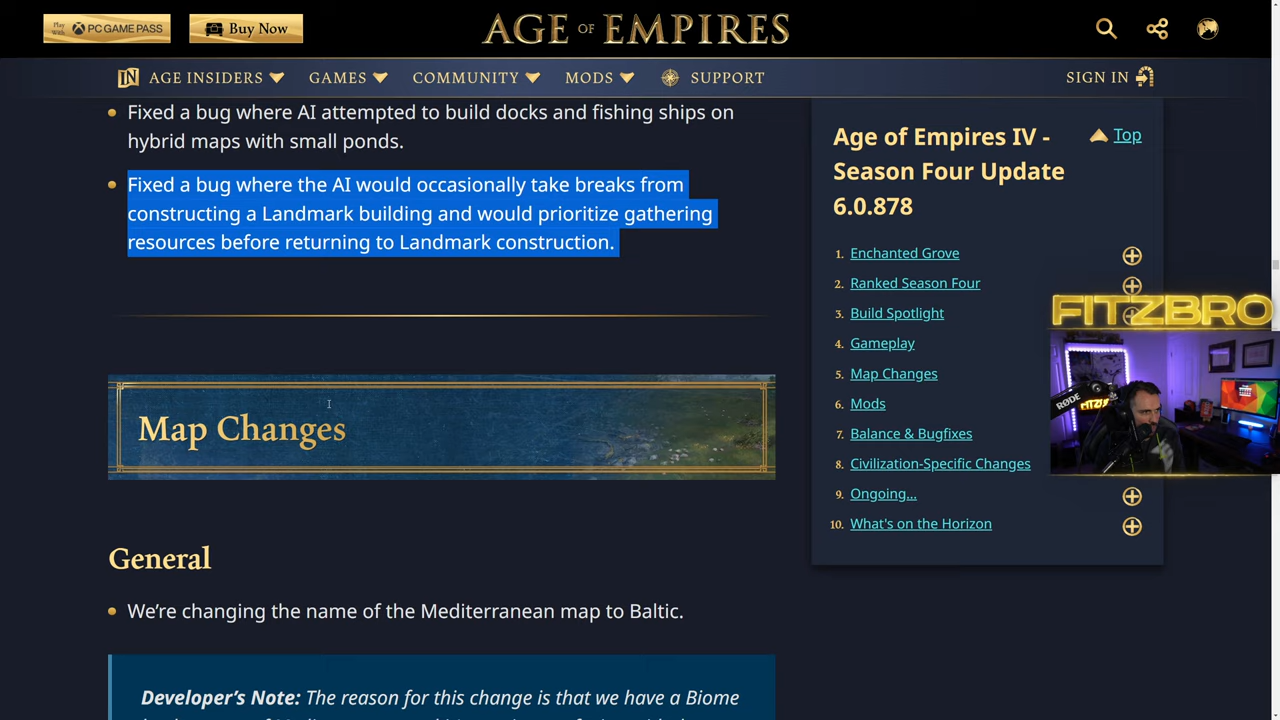 Play With PC GAME PASS
Buy Now
AGE OF EMPIRES
AGE INSIDERS
GAMES
COMMUNITY
MODS
SUPPORT
SIGN IN
Fixed a bug where AI attempted to build docks and fishing ships on
hybrid maps with small ponds.
Fixed a bug where the AI would occasionally take breaks from
constructing a Landmark building and would prioritize gathering
resources before returning to Landmark construction.
Map Changes
General
We’re changing the name of the Mediterranean map to Baltic.
Developer’s Note: The reason for this change is that we have a Biome
Age of Empires IV -
Season Four Update
6.0.878
Top
1. Enchanted Grove
2. Ranked Season Four
3. Build Spotlight
4. Gameplay
5. Map Changes
6. Mods
7. Balance & Bugfixes
8. Civilization-Specific Changes
9. Ongoing...
10. What's on the Horizon
FITZBRO
RØDE